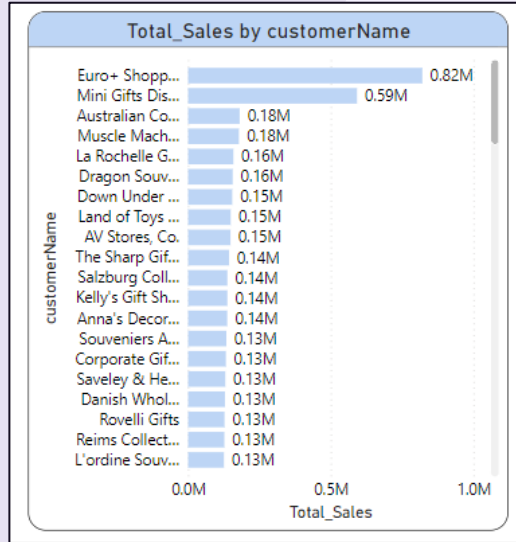 Total_Sales by customerName
customerName
Euro+ Shopp... 0.82M
Mini Gifts Dis... 0.59M
Australian Co... 0.18M
Muscle Mach... 0.18M
La Rochelle G... 0.16M
Dragon Souv... 0.16M
Down Under ... 0.15M
Land of Toys ... 0.15M
AV Stores, Co. 0.15M
The Sharp Gif... 0.14M
Salzburg Coll... 0.14M
Kelly's Gift Sh... 0.14M
Anna's Decor... 0.14M
Souveniers A... 0.13M
Corporate Gif... 0.13M
Saveley & He... 0.13M
Danish Whol... 0.13M
Rovelli Gifts 0.13M
Reims Collect... 0.13M
L'ordine Souv... 0.13M
0.0M 0.5M 1.0M
Total_Sales